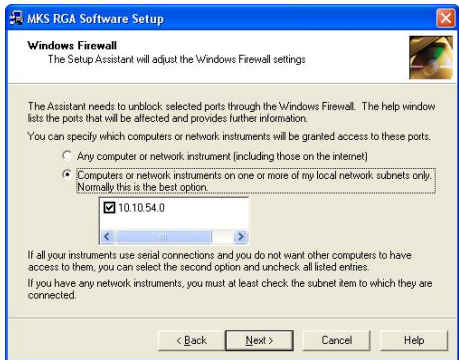 MKS RGA Software Setup
Windows Firewall
The Setup Assistant will adjust the Windows Firewall settings
The Assistant needs to unblock selected ports through the Windows Firewall. The help window
lists the ports that will be affected and provides further information.
You can specify which computers or network instruments will be granted access to these ports.
Any computer or network instrument (including those on the internet)
Computers or network instruments on one or more of my local network subnets only.
Normally this is the best option.
10.10.54.0
If all your instruments use serial connections and you do not want other computers to have
access to them, you can select the second option and uncheck all listed entries.
If you have any network instruments, you must at least check the subnet item to which they are
connected.
< Back Next > Cancel Help